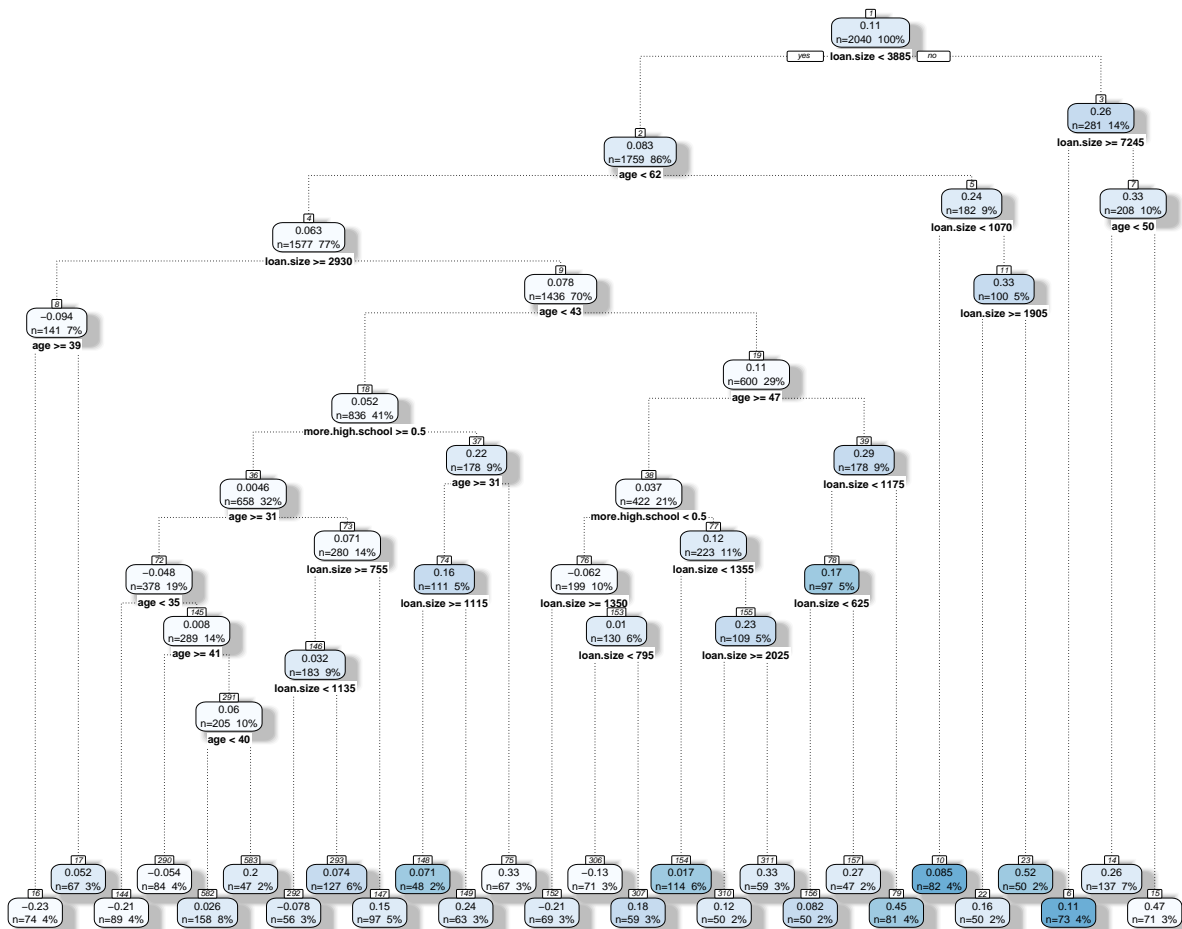 1
0.11
n=2040 100%
yes loan.size < 3885 no
3
0.26
n=281 14%
loan.size >= 7245
2
0.083
n=1759 86%
age < 62
5
0.24
n=182 9%
loan.size < 1070
7
0.33
n=208 10%
age < 50
4
0.063
n=1577 77%
loan.size >= 2930
9
0.078
n=1436 70%
age < 43
11
0.33
n=100 5%
loan.size >= 1905
8
−0.094
n=141 7%
age >= 39
19
0.11
n=600 29%
age >= 47
18
0.052
n=836 41%
more.high.school >= 0.5
37
0.22
n=178 9%
age >= 31
39
0.29
n=178 9%
loan.size < 1175
36
0.0046
n=658 32%
age >= 31
38
0.037
n=422 21%
more.high.school < 0.5
73
0.071
n=280 14%
loan.size >= 755
77
0.12
n=223 11%
loan.size < 1355
72
−0.048
n=378 19%
age < 35
74
0.16
n=111 5%
loan.size >= 1115
76
−0.062
n=199 10%
loan.size >= 1350
78
0.17
n=97 5%
loan.size < 625
145
0.008
n=289 14%
age >= 41
153
0.01
n=130 6%
loan.size < 795
155
0.23
n=109 5%
loan.size >= 2025
146
0.032
n=183 9%
loan.size < 1135
291
0.06
n=205 10%
age < 40
17
0.052
n=67 3%
290
−0.054
n=84 4%
583
0.2
n=47 2%
293
0.074
n=127 6%
148
0.071
n=48 2%
75
0.33
n=67 3%
306
−0.13
n=71 3%
154
0.017
n=114 6%
311
0.33
n=59 3%
157
0.27
n=47 2%
10
0.085
n=82 4%
23
0.52
n=50 2%
14
0.26
n=137 7%
16
−0.23
n=74 4%
144
−0.21
n=89 4%
582
0.026
n=158 8%
292
−0.078
n=56 3%
147
0.15
n=97 5%
149
0.24
n=63 3%
152
−0.21
n=69 3%
307
0.18
n=59 3%
310
0.12
n=50 2%
156
0.082
n=50 2%
79
0.45
n=81 4%
22
0.16
n=50 2%
6
0.11
n=73 4%
15
0.47
n=71 3%